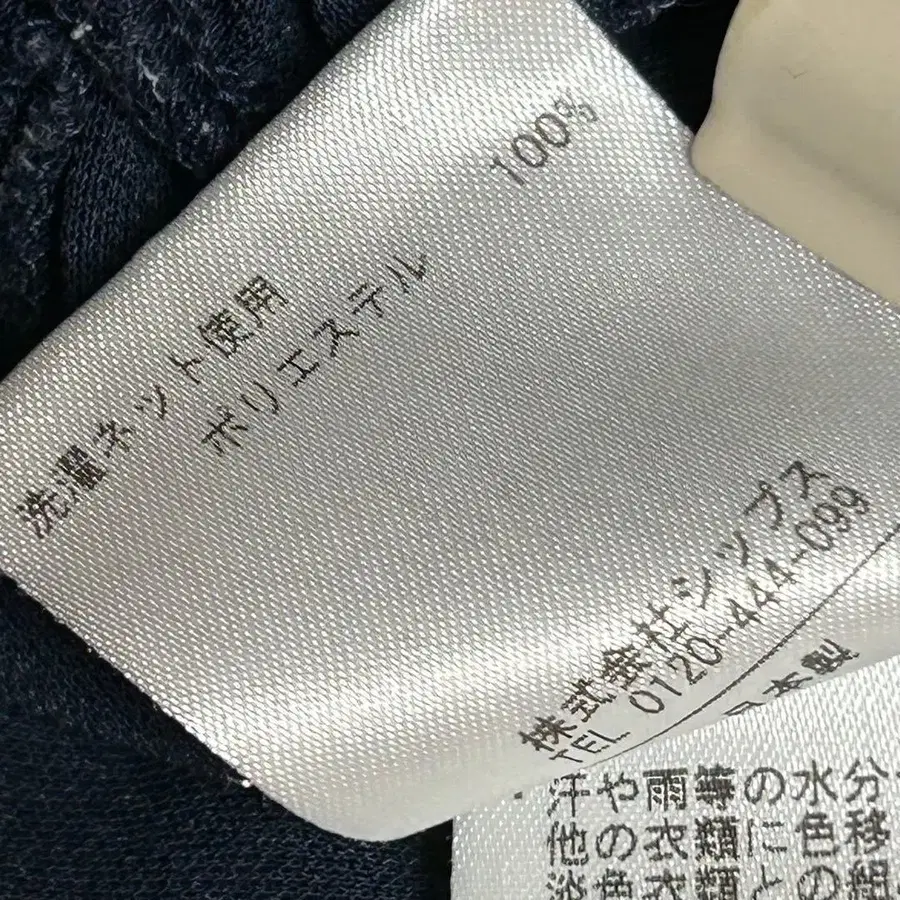 洗濯ネット使用
ポリエステル 100%
株式会社シップス
TEL 0120-444-099
日本製
汗や雨等の水分
他の衣類に色移